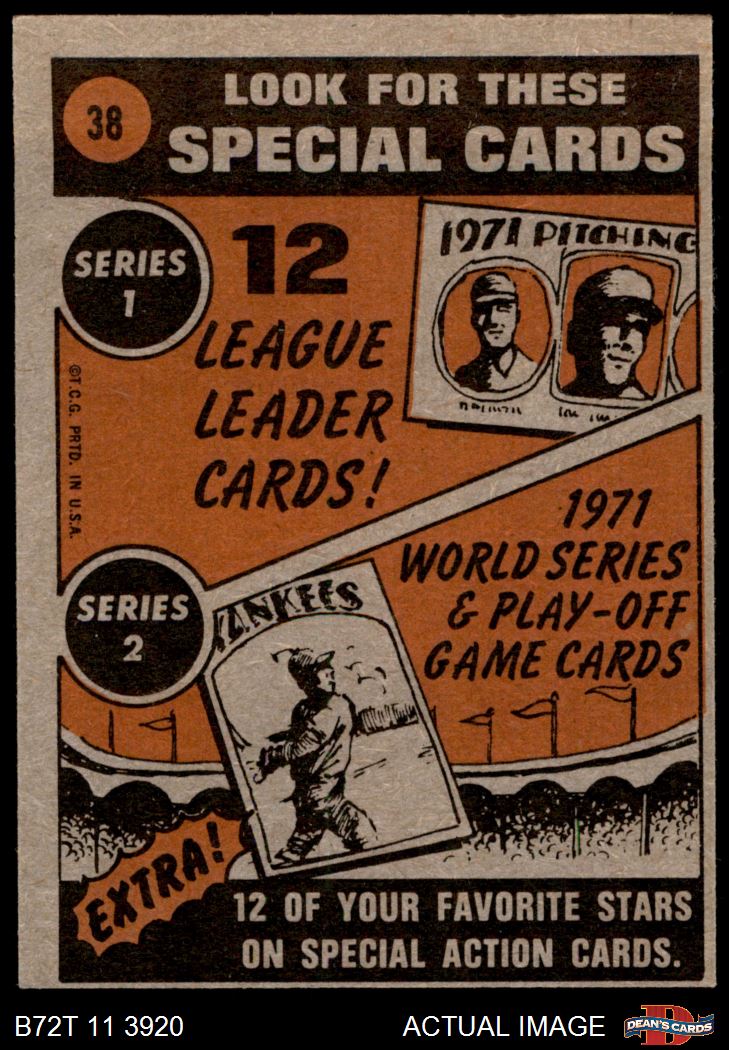 38
LOOK FOR THESE
SPECIAL CARDS
SERIES
1
12
LEAGUE
LEADER
CARDS!
1971 PITCHING
©T.C.G. PRTD. IN U.S.A.
1971
WORLD SERIES
& PLAY-OFF
GAME CARDS
SERIES
2
YANKEES
EXTRA!
12 OF YOUR FAVORITE STARS
ON SPECIAL ACTION CARDS.
B72T 11 3920
ACTUAL IMAGE
D
DEAN'S CARDS